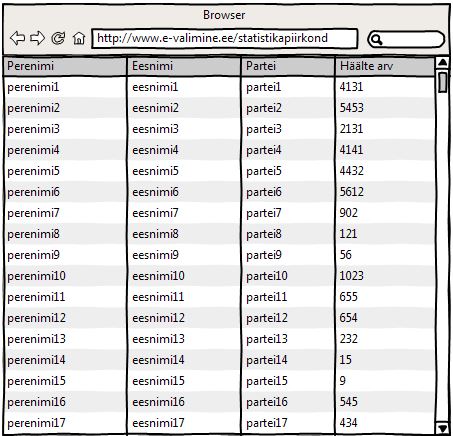 Browser
http://www.e-valimine.ee/statistikapiirkond
Perenimi Eesnimi Partei Häälte arv
perenimi1 eesnimi1 partei1 4131
perenimi2 eesnimi2 partei2 5453
perenimi3 eesnimi3 partei3 2131
perenimi4 eesnimi4 partei4 4141
perenimi5 eesnimi5 partei5 4432
perenimi6 eesnimi6 partei6 5612
perenimi7 eesnimi7 partei7 902
perenimi8 eesnimi8 partei8 121
perenimi9 eesnimi9 partei9 56
perenimi10 eesnimi10 partei10 1023
perenimi11 eesnimi11 partei11 655
perenimi12 eesnimi12 partei12 654
perenimi13 eesnimi13 partei13 232
perenimi14 eesnimi14 partei14 15
perenimi15 eesnimi15 partei15 9
perenimi16 eesnimi16 partei16 545
perenimi17 eesnimi17 partei17 434